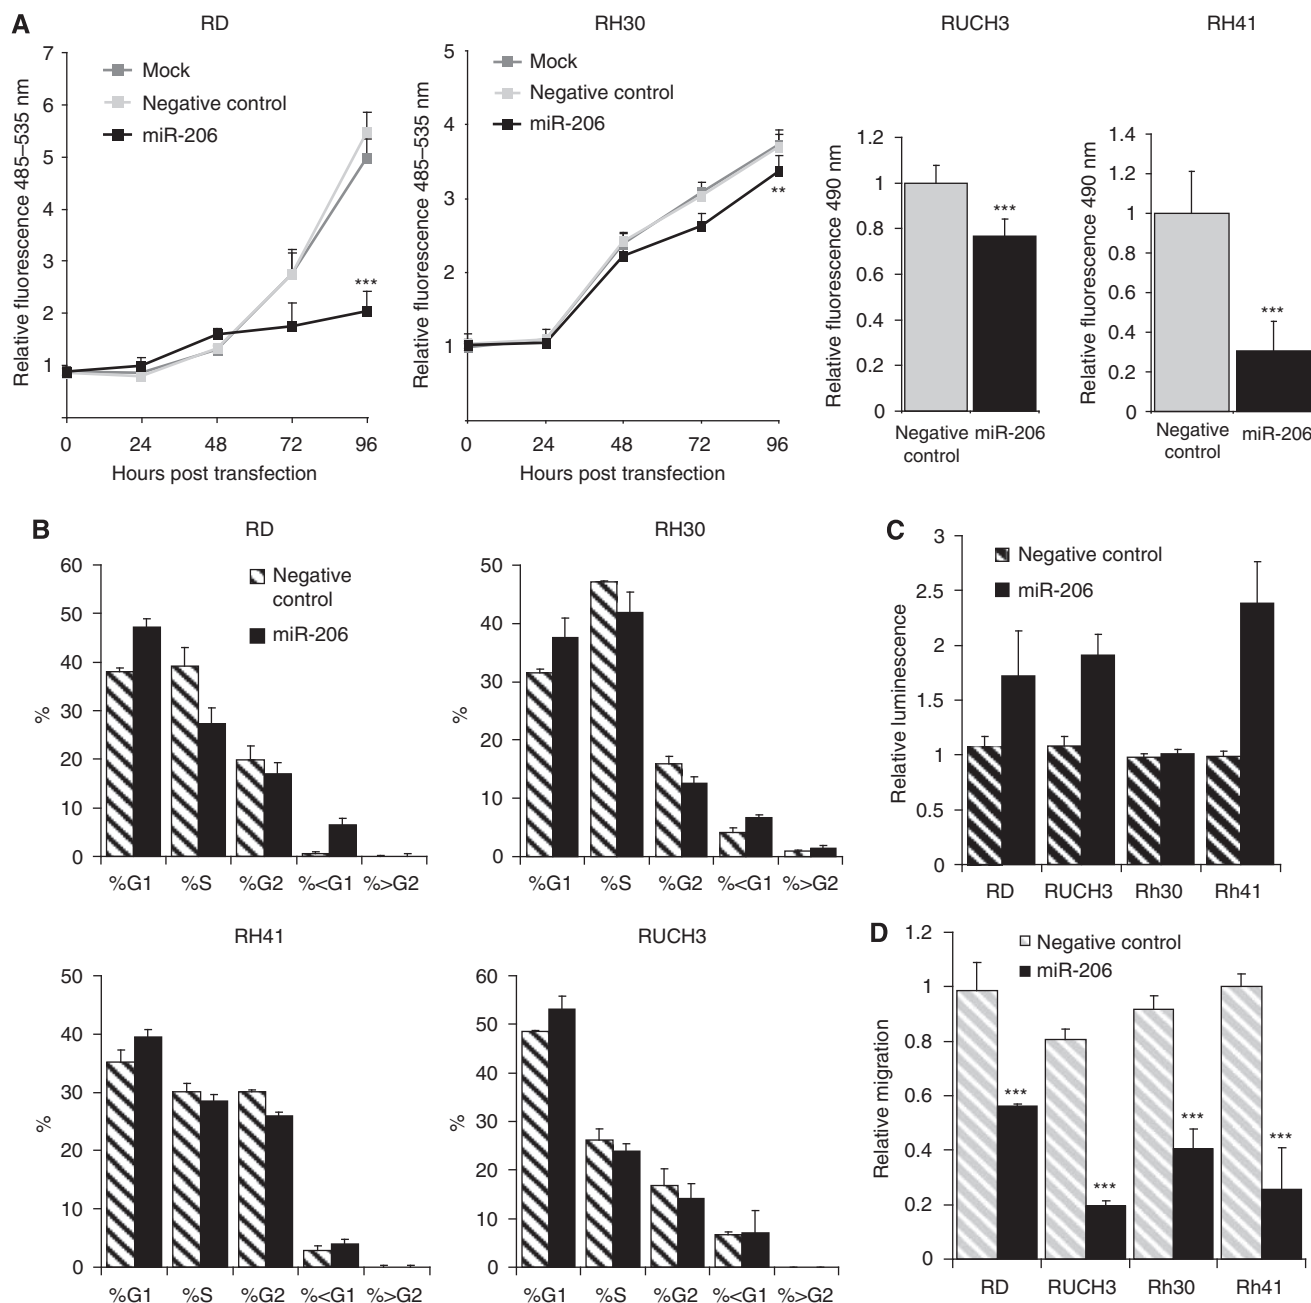 A
RD
7
6
5
4
3
2
1
Relative fluorescence 485–535 nm
Mock
Negative control
miR-206
***
0 24 48 72 96
Hours post transfection
RH30
5
4
3
2
1
Relative fluorescence 485–535 nm
Mock
Negative control
miR-206
**
0 24 48 72 96
Hours post transfection
RUCH3
1.2
1
0.8
0.6
0.4
0.2
0
Relative fluorescence 490 nm
***
Negative miR-206
control
RH41
1.4
1.2
1
0.8
0.6
0.4
0.2
0
Relative fluorescence 490 nm
***
Negative miR-206
control
B
RD
60
50
40
30
20
10
0
%
Negative
control
miR-206
%G1 %S %G2 %<G1 %>G2
RH30
50
40
30
20
10
0
%
%G1 %S %G2 %<G1 %>G2
C
3
2.5
2
1.5
1
0.5
0
Relative luminescence
Negative control
miR-206
RD RUCH3 Rh30 Rh41
RH41
50
40
30
20
10
0
%
%G1 %S %G2 %<G1 %>G2
RUCH3
60
50
40
30
20
10
0
%
%G1 %S %G2 %<G1 %>G2
D
1.2
1
0.8
0.6
0.4
0.2
0
Relative migration
Negative control
miR-206
***
***
***
***
RD RUCH3 Rh30 Rh41